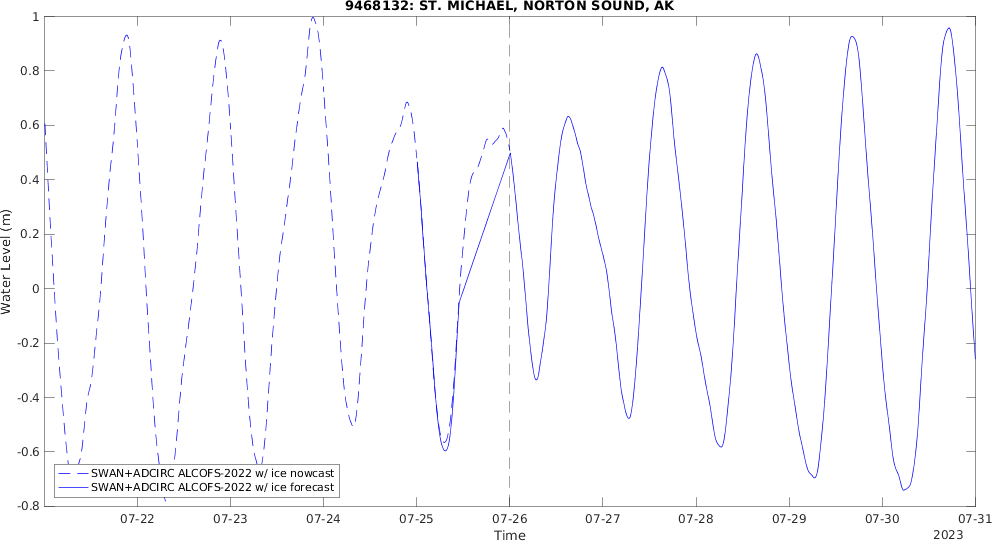 9468132: ST. MICHAEL, NORTON SOUND, AK
1
0.8
0.6
0.4
0.2
0
-0.2
-0.4
-0.6
-0.8
Water Level (m)
SWAN+ADCIRC ALCOFS-2022 w/ ice nowcast
SWAN+ADCIRC ALCOFS-2022 w/ ice forecast
07-22 07-23 07-24 07-25 07-26 07-27 07-28 07-29 07-30 07-31
Time
2023